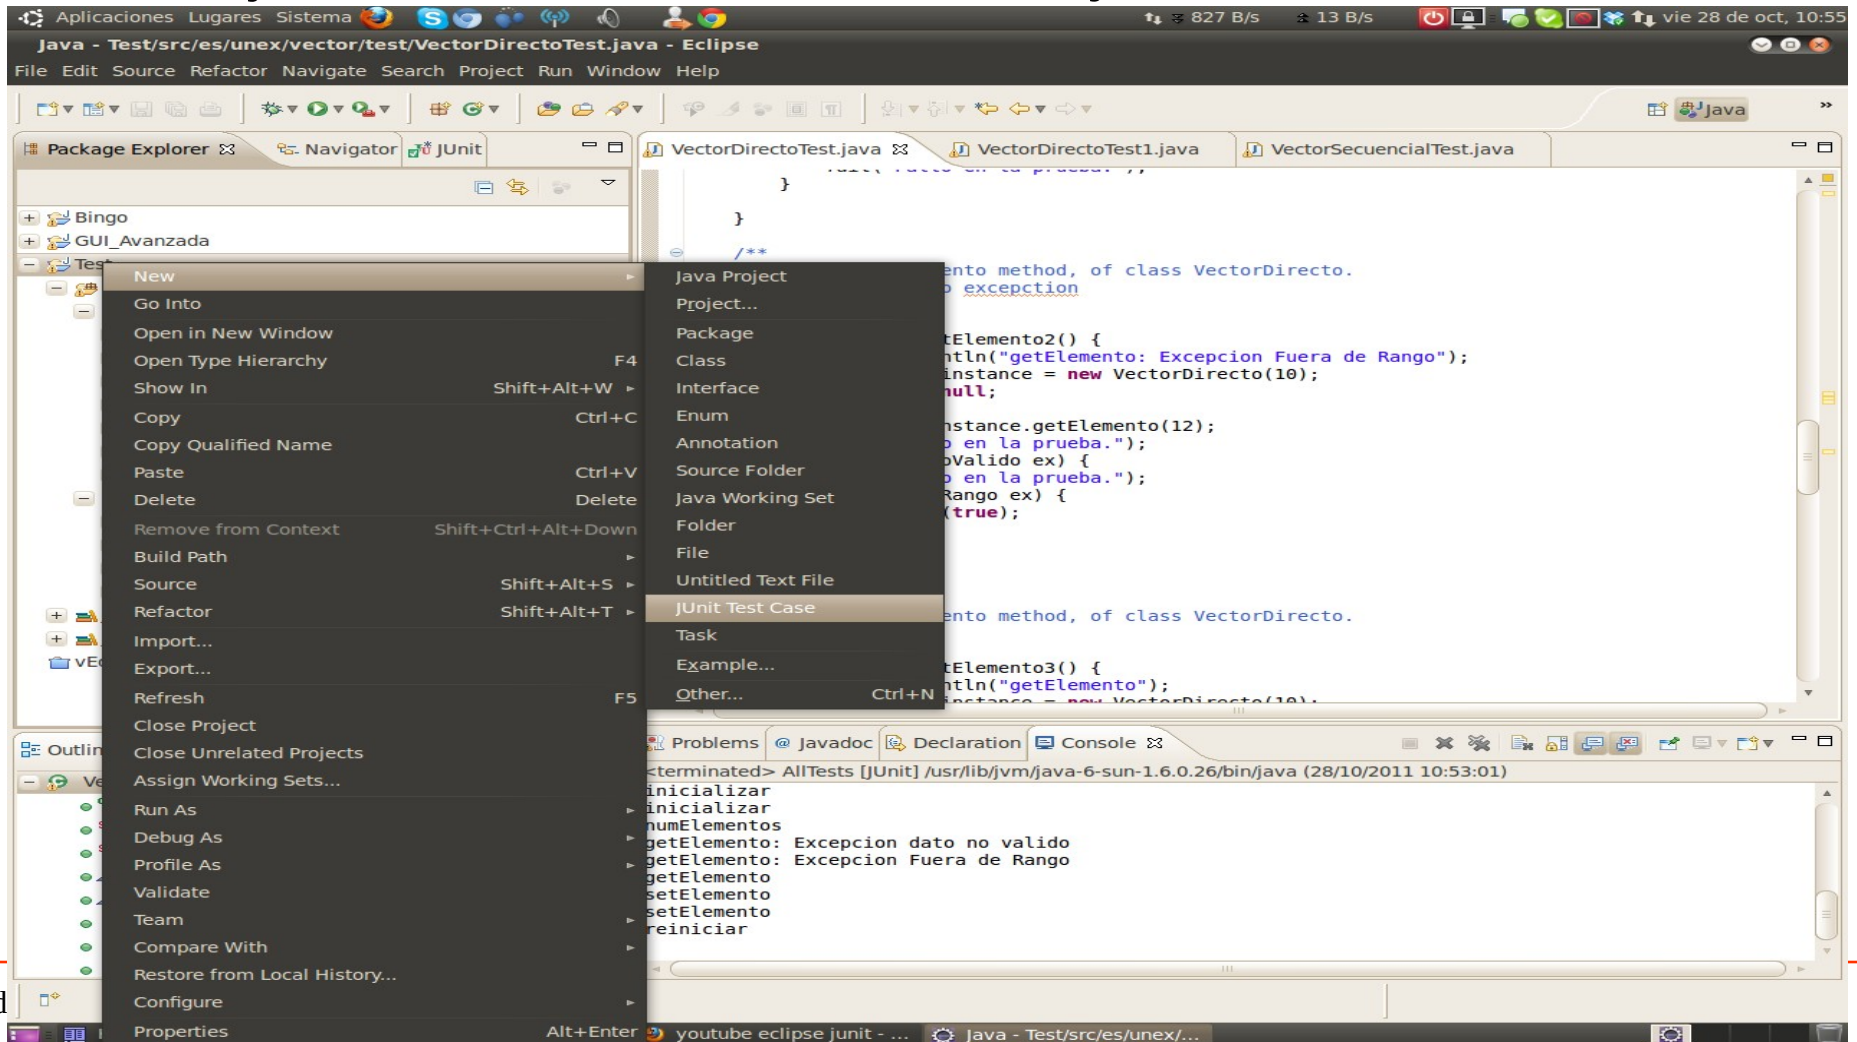 Aplicaciones Lugares Sistema
827 B/s 13 B/s vie 28 de oct, 10:55
Java - Test/src/es/unex/vector/test/VectorDirectoTest.java - Eclipse
File Edit Source Refactor Navigate Search Project Run Window Help
Java
Package Explorer Navigator JUnit
VectorDirectoTest.java VectorDirectoTest1.java VectorSecuencialTest.java
}
}
/**
Bingo
GUI_Avanzada
Test
New
Go Into
Open in New Window
Open Type Hierarchy F4
Show In Shift+Alt+W
Copy Ctrl+C
Copy Qualified Name
Paste Ctrl+V
Delete Delete
Remove from Context Shift+Ctrl+Alt+Down
Build Path
Source Shift+Alt+S
Refactor Shift+Alt+T
Import...
Export...
Refresh F5
Close Project
Close Unrelated Projects
Assign Working Sets...
Run As
Debug As
Profile As
Validate
Team
Compare With
Restore from Local History...
Configure
Properties Alt+Enter
Java Project
Project...
Package
Class
Interface
Enum
Annotation
Source Folder
Java Working Set
Folder
File
Untitled Text File
JUnit Test Case
Task
Example...
Other... Ctrl+N
ento method, of class VectorDirecto.
excepction
tElemento2() {
ntln("getElemento: Excepcion Fuera de Rango");
instance = new VectorDirecto(10);
null;
nstance.getElemento(12);
en la prueba.");
oValido ex) {
en la prueba.");
Rango ex) {
(true);
ento method, of class VectorDirecto.
tElemento3() {
ntln("getElemento");
instance = new VectorDirecto(10);
Problems @ Javadoc Declaration Console
<terminated> AllTests [JUnit] /usr/lib/jvm/java-6-sun-1.6.0.26/bin/java (28/10/2011 10:53:01)
inicializar
inicializar
numElementos
getElemento: Excepcion dato no valido
getElemento: Excepcion Fuera de Rango
getElemento
setElemento
setElemento
reiniciar
Outlin
Ve
youtube eclipse junit - ... Java - Test/src/es/unex/...